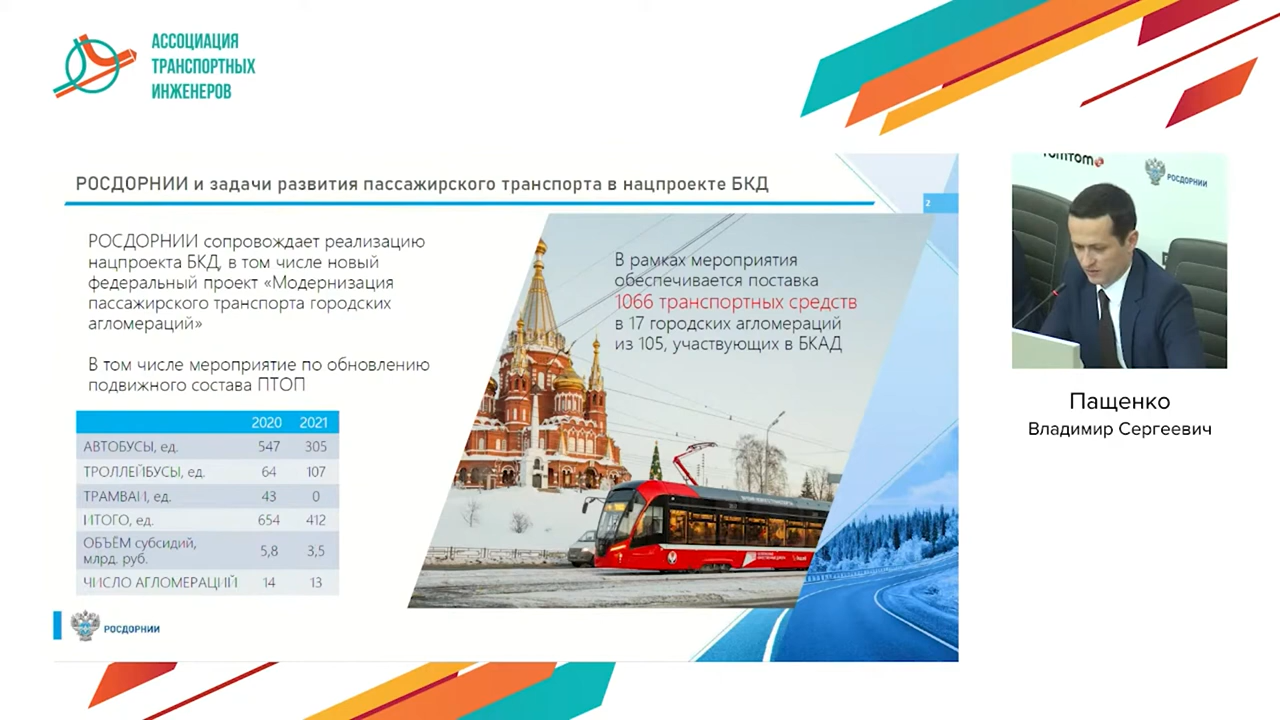 АССОЦИАЦИЯ
ТРАНСПОРТНЫХ
ИНЖЕНЕРОВ
РОСДОРНИИ и задачи развития пассажирского транспорта в нацпроекте БКД
2
РОСДОРНИИ сопровождает реализацию
нацпроекта БКД, в том числе новый
федеральный проект «Модернизация
пассажирского транспорта городских
агломераций»
В том числе мероприятие по обновлению
подвижного состава ПТОП
2020 2021
АВТОБУСЫ, ед. 547 305
ТРОЛЛЕЙБУСЫ, ед. 64 107
ТРАМВАИ, ед. 43 0
ИТОГО, ед. 654 412
ОБЪЁМ субсидий,
млрд. руб. 5,8 3,5
ЧИСЛО АГЛОМЕРАЦИЙ 14 13
В рамках мероприятия
обеспечивается поставка
1066 транспортных средств
в 17 городских агломераций
из 105, участвующих в БКАД
РОСДОРНИИ
tomtom
РОСДОРНИИ
Пащенко
Владимир Сергеевич